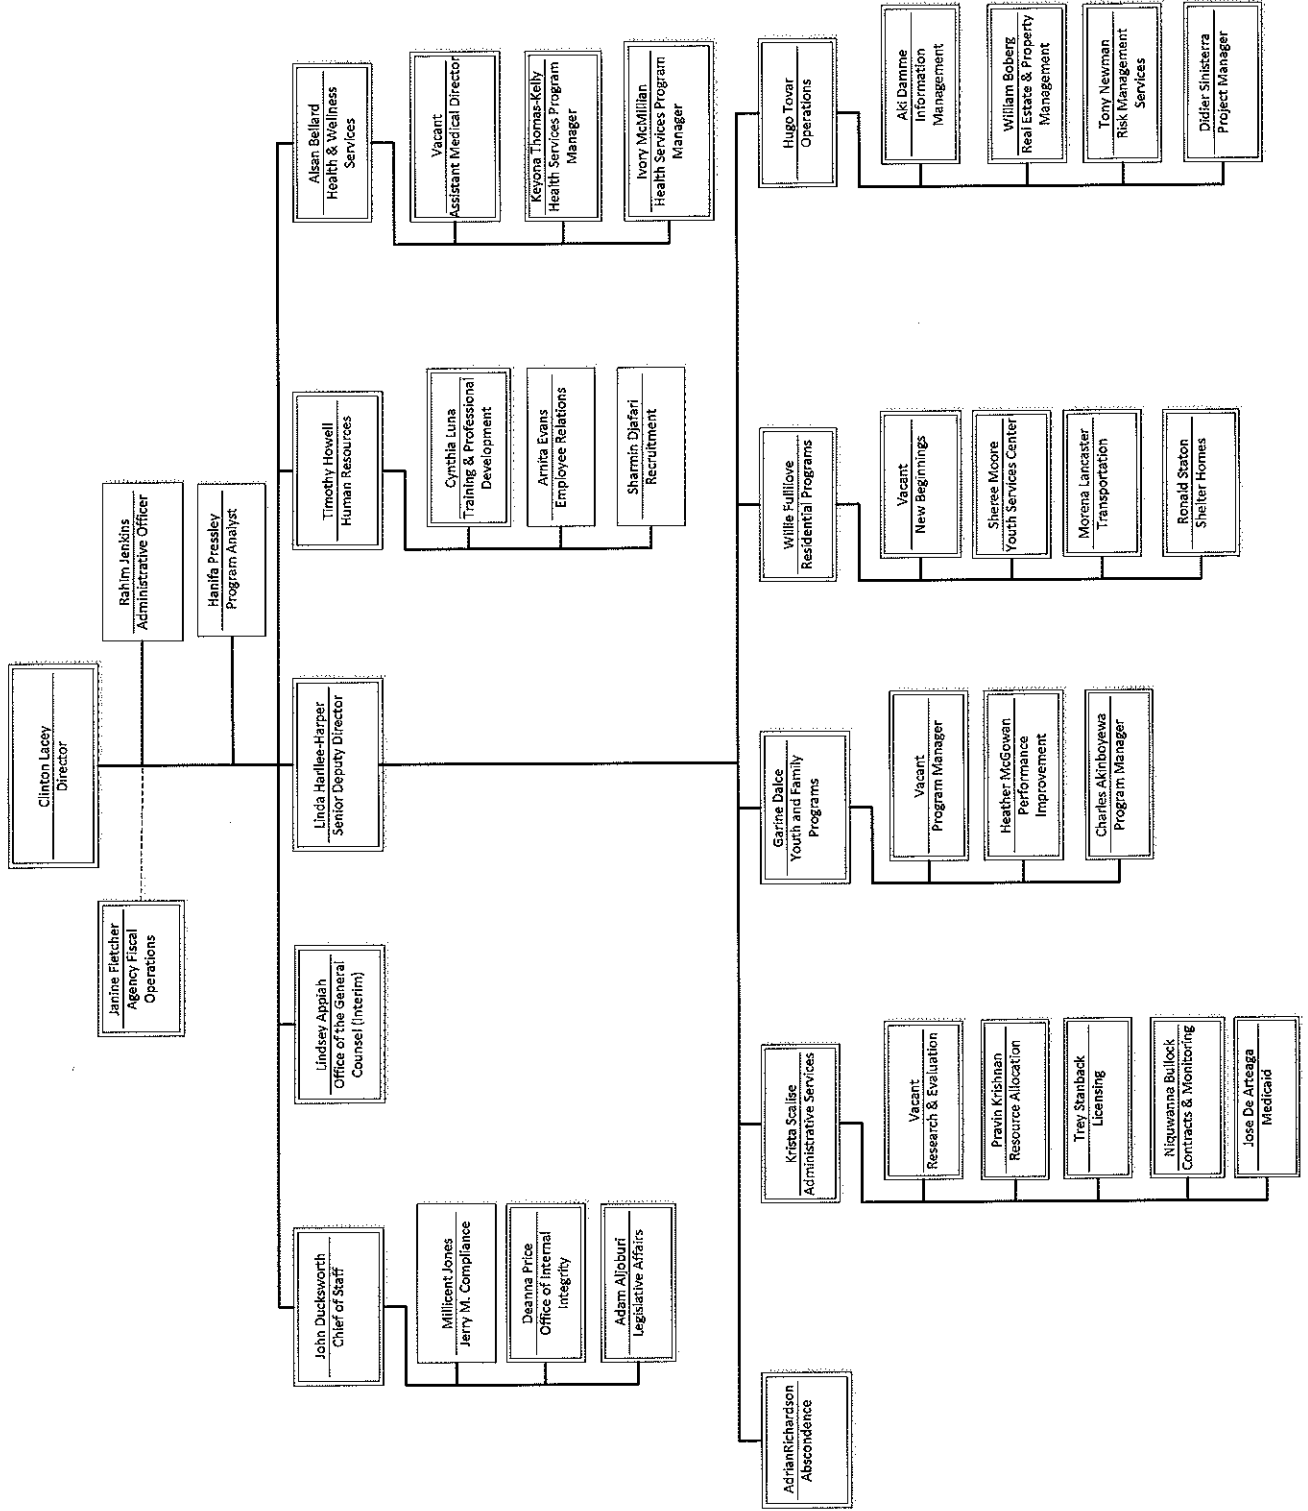 Clinton Lacey
Director
Janine Fletcher
Agency Fiscal
Operations
Rahim Jenkins
Administrative Officer
Hanifa Pressley
Program Analyst
John Ducksworth
Chief of Staff
Millicent Jones
Jerry M. Compliance
Deanna Price
Office of Internal
Integrity
Adam Aljoburi
Legislative Affairs
Lindsey Appiah
Office of the General
Counsel (Interim)
Linda Harllee-Harper
Senior Deputy Director
Timothy Howell
Human Resources
Cynthia Luna
Training & Professional
Development
Arnita Evans
Employee Relations
Sharmin Djafari
Recruitment
Alsan Bellard
Health & Wellness
Services
Vacant
Assistant Medical Director
Keyona Thomas-Kelly
Health Services Program
Manager
Ivory McMillian
Health Services Program
Manager
AdrianRichardson
Abscondence
Krista Scalise
Administrative Services
Vacant
Research & Evaluation
Pravin Krishnan
Resource Allocation
Trey Stanback
Licensing
Niquwanna Bullock
Contracts & Monitoring
Jose De Arteaga
Medicaid
Garine Dalce
Youth and Family
Programs
Vacant
Program Manager
Heather McGowan
Performance
Improvement
Charles Akinboyewa
Program Manager
Willie Fullilove
Residential Programs
Vacant
New Beginnings
Sheree Moore
Youth Services Center
Morena Lancaster
Transportation
Ronald Staton
Shelter Homes
Hugo Tovar
Operations
Aki Damme
Information
Management
William Boberg
Real Estate & Property
Management
Tony Newman
Risk Management
Services
Didier Sinisterra
Project Manager